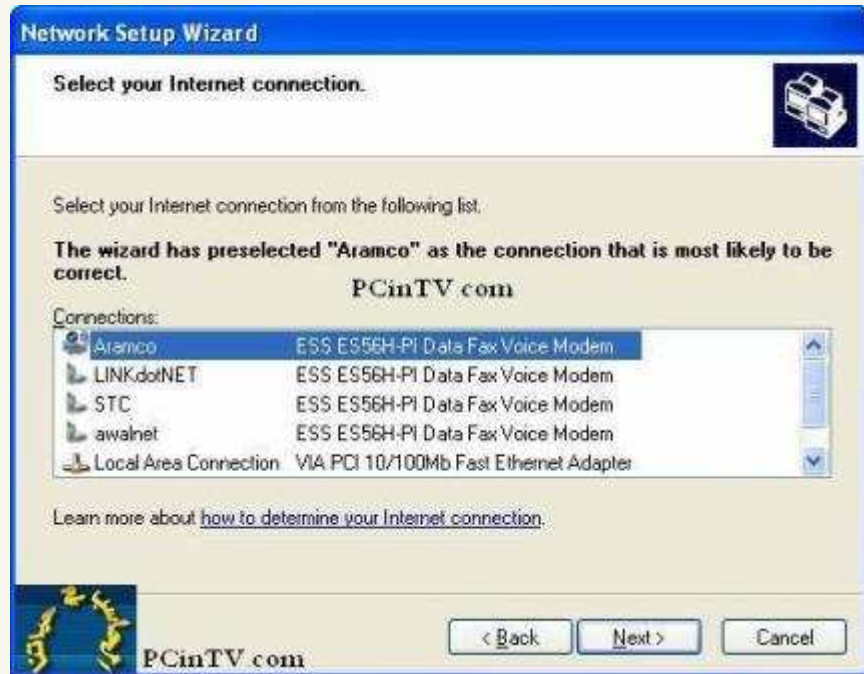 Network Setup Wizard
Select your Internet connection.
Select your Internet connection from the following list.
The wizard has preselected "Aramco" as the connection that is most likely to be
correct.
PCinTV com
Connections:
Aramco ESS ES56H-PI Data Fax Voice Modem
LINKdotNET ESS ES56H-PI Data Fax Voice Modem
STC ESS ES56H-PI Data Fax Voice Modem
awalnet ESS ES56H-PI Data Fax Voice Modem
Local Area Connection VIA PCI 10/100Mb Fast Ethernet Adapter
Learn more about how to determine your Internet connection.
< Back Next > Cancel
PCinTV com